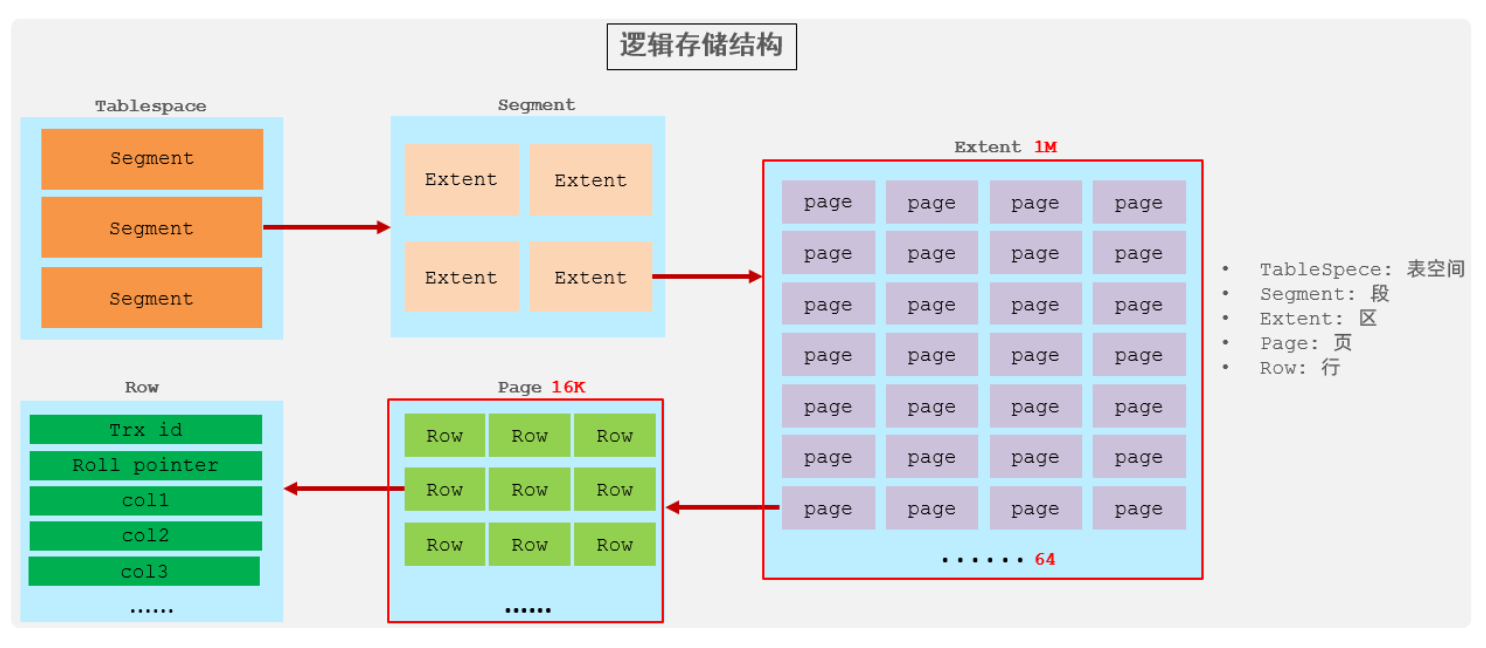 逻辑存储结构
Tablespace
Segment
Segment
Segment
Segment
Extent Extent
Extent Extent
Extent 1M
page page page page
page page page page
page page page page
page page page page
page page page page
page page page page
page page page page
······ 64
• TableSpece: 表空间
• Segment: 段
• Extent: 区
• Page: 页
• Row: 行
Row
Trx id
Roll pointer
col1
col2
col3
······
Page 16K
Row Row Row
Row Row Row
Row Row Row
······